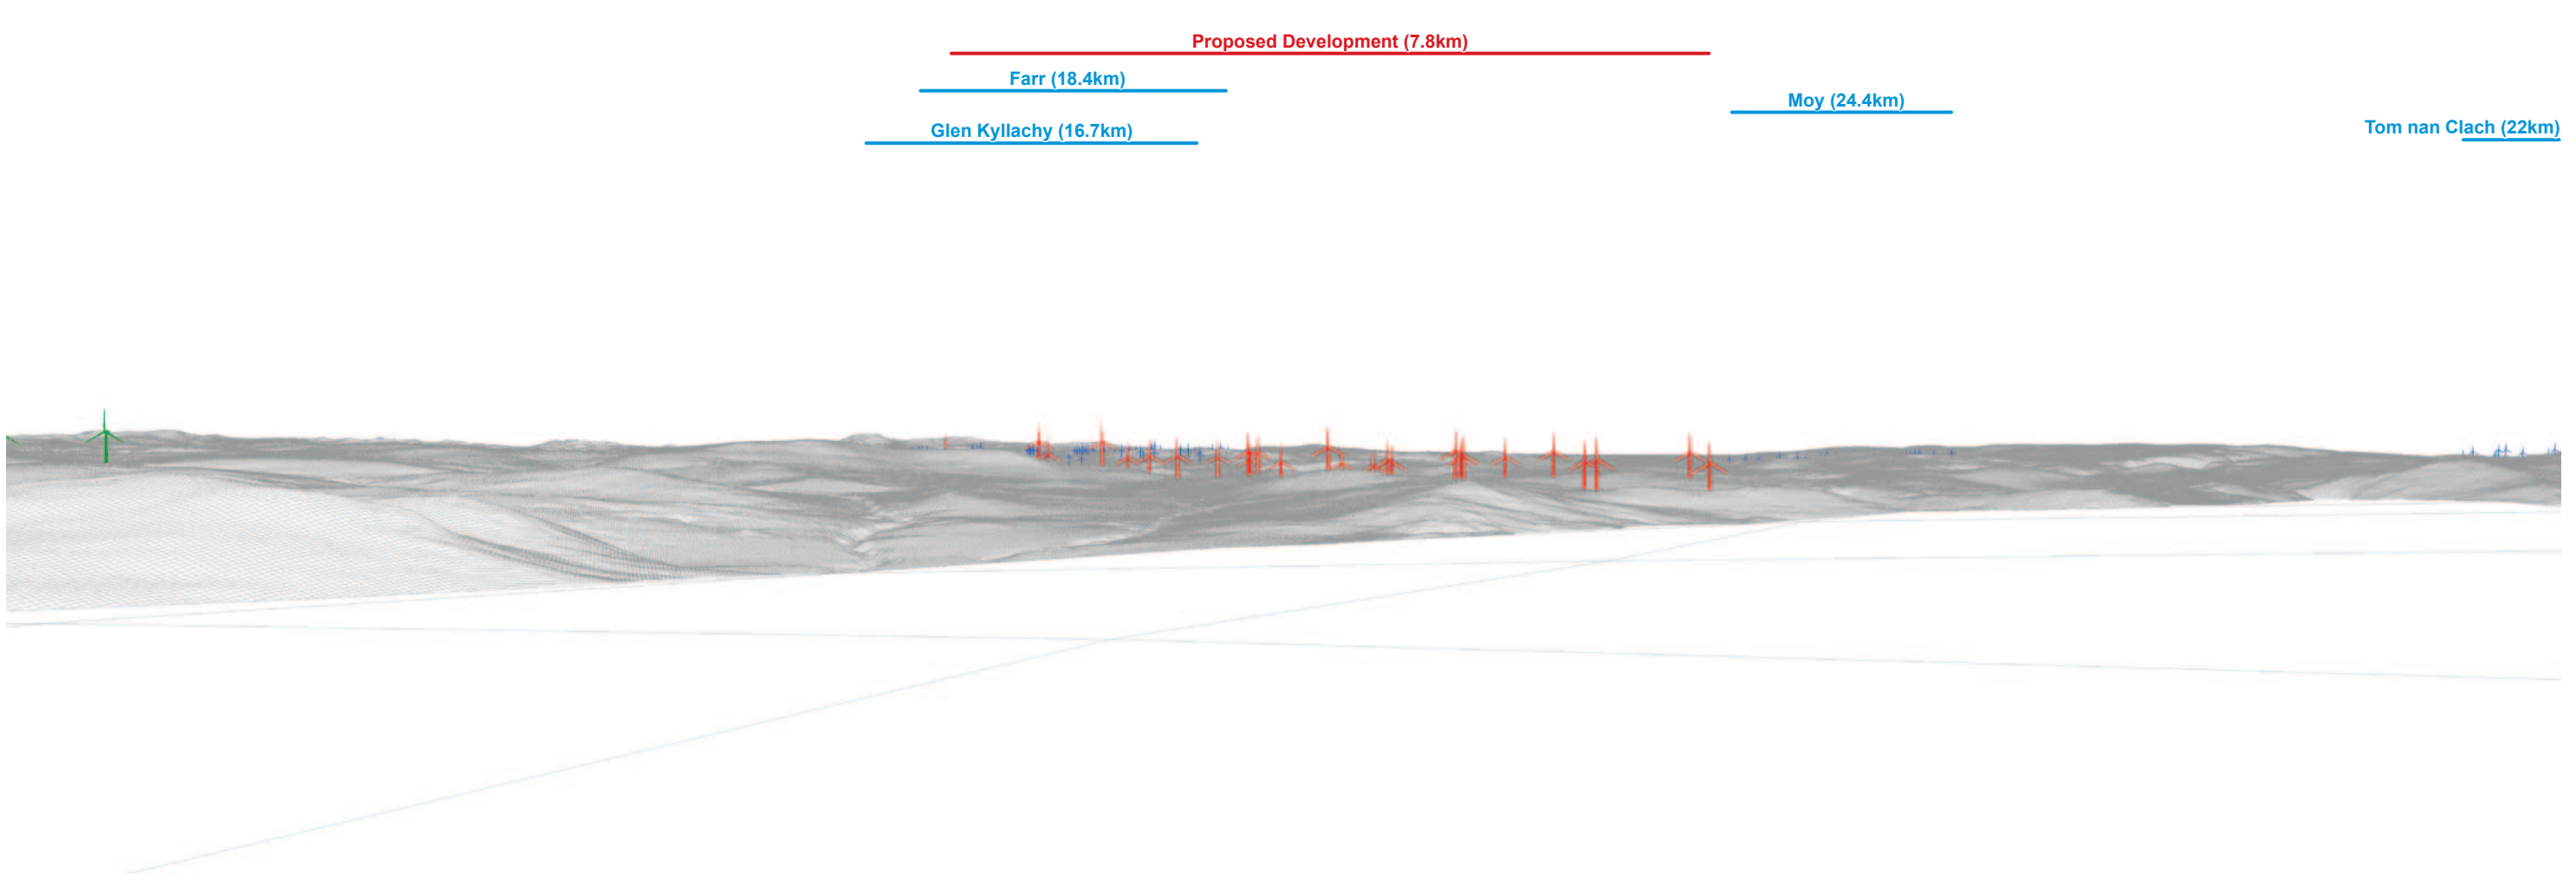 Proposed Development (7.8km)
Farr (18.4km)
Moy (24.4km)
Tom nan Clach (22km)
Glen Kyllachy (16.7km)